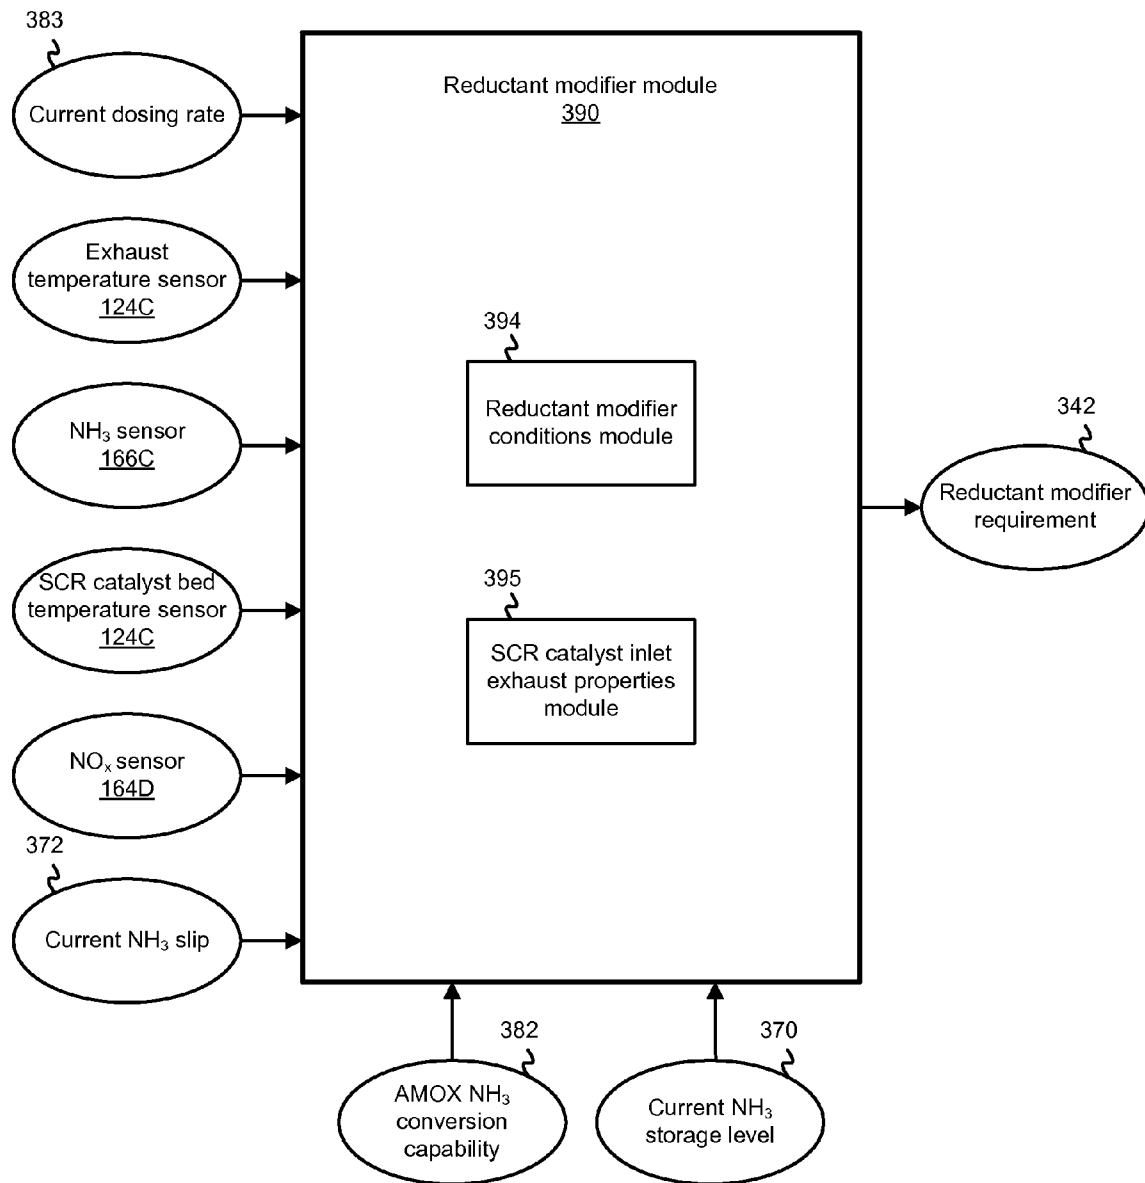 383
Current dosing rate
Reductant modifier module
390
Exhaust
temperature sensor
124C
394
Reductant modifier
conditions module
NH₃ sensor
166C
342
Reductant modifier
requirement
SCR catalyst bed
temperature sensor
124C
395
SCR catalyst inlet
exhaust properties
module
NOₓ sensor
164D
372
Current NH₃ slip
382
AMOX NH₃
conversion
capability
370
Current NH₃
storage level